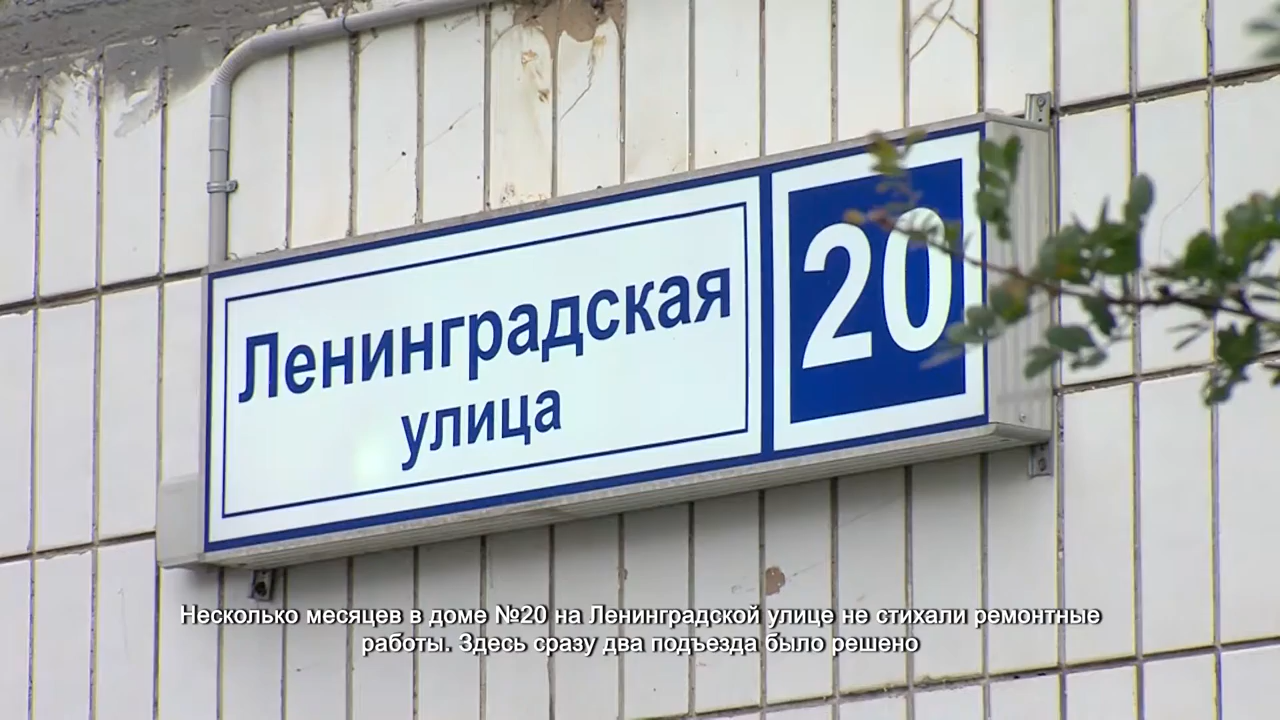 Ленинградская
улица
20
Несколько месяцев в доме №20 на Ленинградской улице не стихали ремонтные
работы. Здесь сразу два подъезда было решено